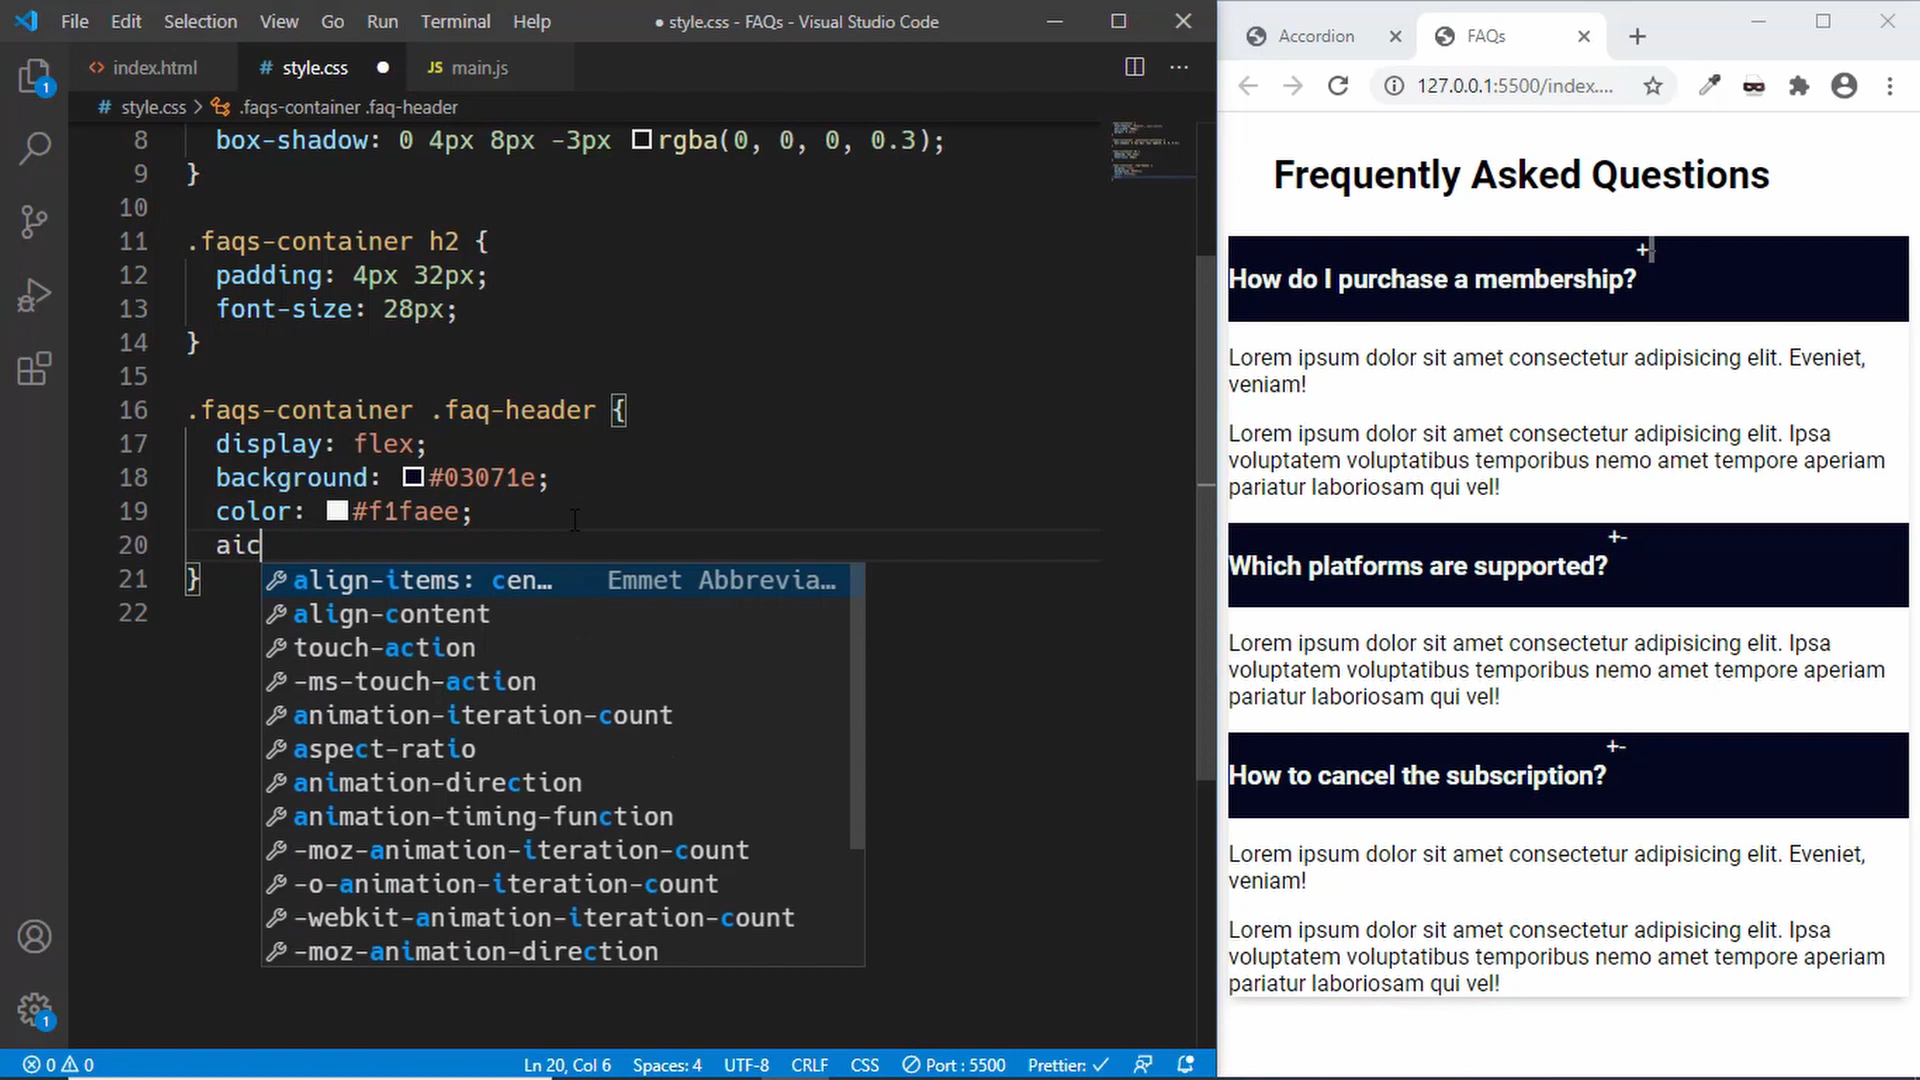 File Edit Selection View Go Run Terminal Help
● style.css - FAQs - Visual Studio Code
<> index.html
# style.css ●
JS main.js
# style.css > .faqs-container .faq-header
8 box-shadow: 0 4px 8px -3px rgba(0, 0, 0, 0.3);
9 }
10
11 .faqs-container h2 {
12 padding: 4px 32px;
13 font-size: 28px;
14 }
15
16 .faqs-container .faq-header {
17 display: flex;
18 background: #03071e;
19 color: #f1faee;
20 aic
21 }
22
align-items: cen… Emmet Abbrevia…
align-content
touch-action
-ms-touch-action
animation-iteration-count
aspect-ratio
animation-direction
animation-timing-function
-moz-animation-iteration-count
-o-animation-iteration-count
-webkit-animation-iteration-count
-moz-animation-direction
1
1
0 0
Ln 20, Col 6 Spaces: 4 UTF-8 CRLF CSS Port : 5500 Prettier: ✓
Accordion
FAQs
127.0.0.1:5500/index....
Frequently Asked Questions
+-
How do I purchase a membership?
Lorem ipsum dolor sit amet consectetur adipisicing elit. Eveniet,
veniam!
Lorem ipsum dolor sit amet consectetur adipisicing elit. Ipsa
voluptatem voluptatibus temporibus nemo amet tempore aperiam
pariatur laboriosam qui vel!
+-
Which platforms are supported?
Lorem ipsum dolor sit amet consectetur adipisicing elit. Ipsa
voluptatem voluptatibus temporibus nemo amet tempore aperiam
pariatur laboriosam qui vel!
+-
How to cancel the subscription?
Lorem ipsum dolor sit amet consectetur adipisicing elit. Eveniet,
veniam!
Lorem ipsum dolor sit amet consectetur adipisicing elit. Ipsa
voluptatem voluptatibus temporibus nemo amet tempore aperiam
pariatur laboriosam qui vel!